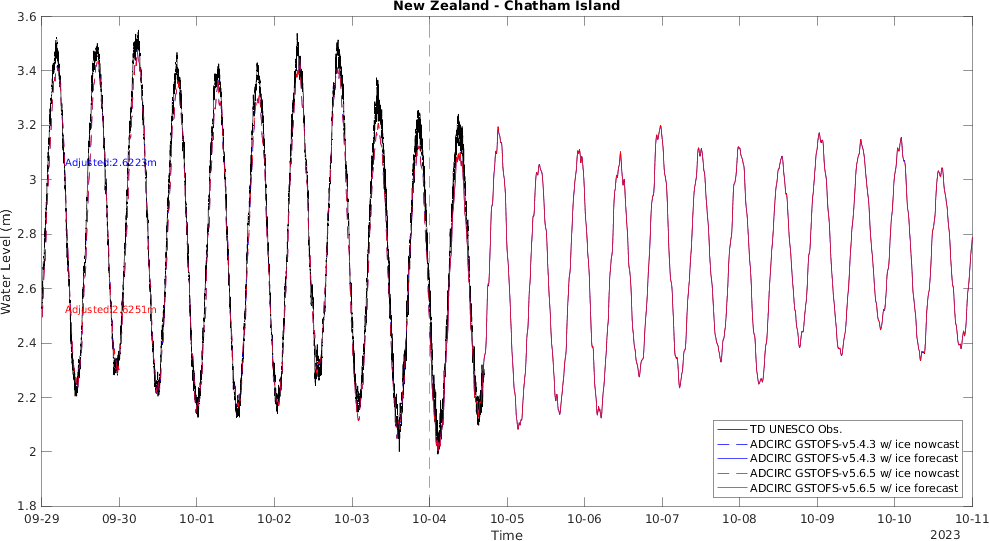 New Zealand - Chatham Island
3.6
3.4
3.2
3
2.8
2.6
2.4
2.2
2
1.8
Water Level (m)
Adjusted:2.6223m
Adjusted:2.6251m
TD UNESCO Obs.
ADCIRC GSTOFS-v5.4.3 w/ ice nowcast
ADCIRC GSTOFS-v5.4.3 w/ ice forecast
ADCIRC GSTOFS-v5.6.5 w/ ice nowcast
ADCIRC GSTOFS-v5.6.5 w/ ice forecast
09-29 09-30 10-01 10-02 10-03 10-04 10-05 10-06 10-07 10-08 10-09 10-10 10-11
Time 2023